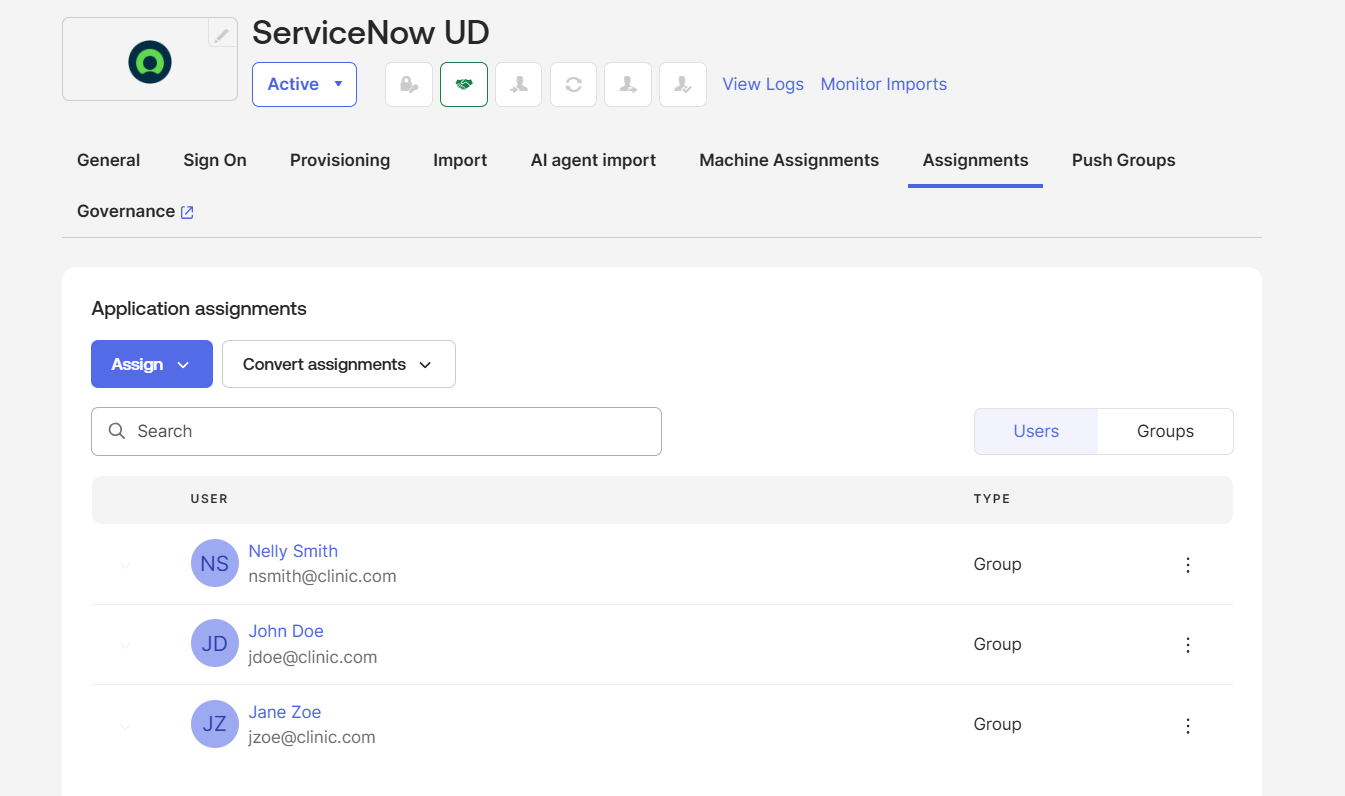 ServiceNow UD
Active
View Logs Monitor Imports
General Sign On Provisioning Import AI agent import Machine Assignments Assignments Push Groups
Governance
Application assignments
Assign Convert assignments
Search Users Groups
USER TYPE
NS Nelly Smith Group
nsmith@clinic.com
JD John Doe Group
jdoe@clinic.com
JZ Jane Zoe Group
jzoe@clinic.com